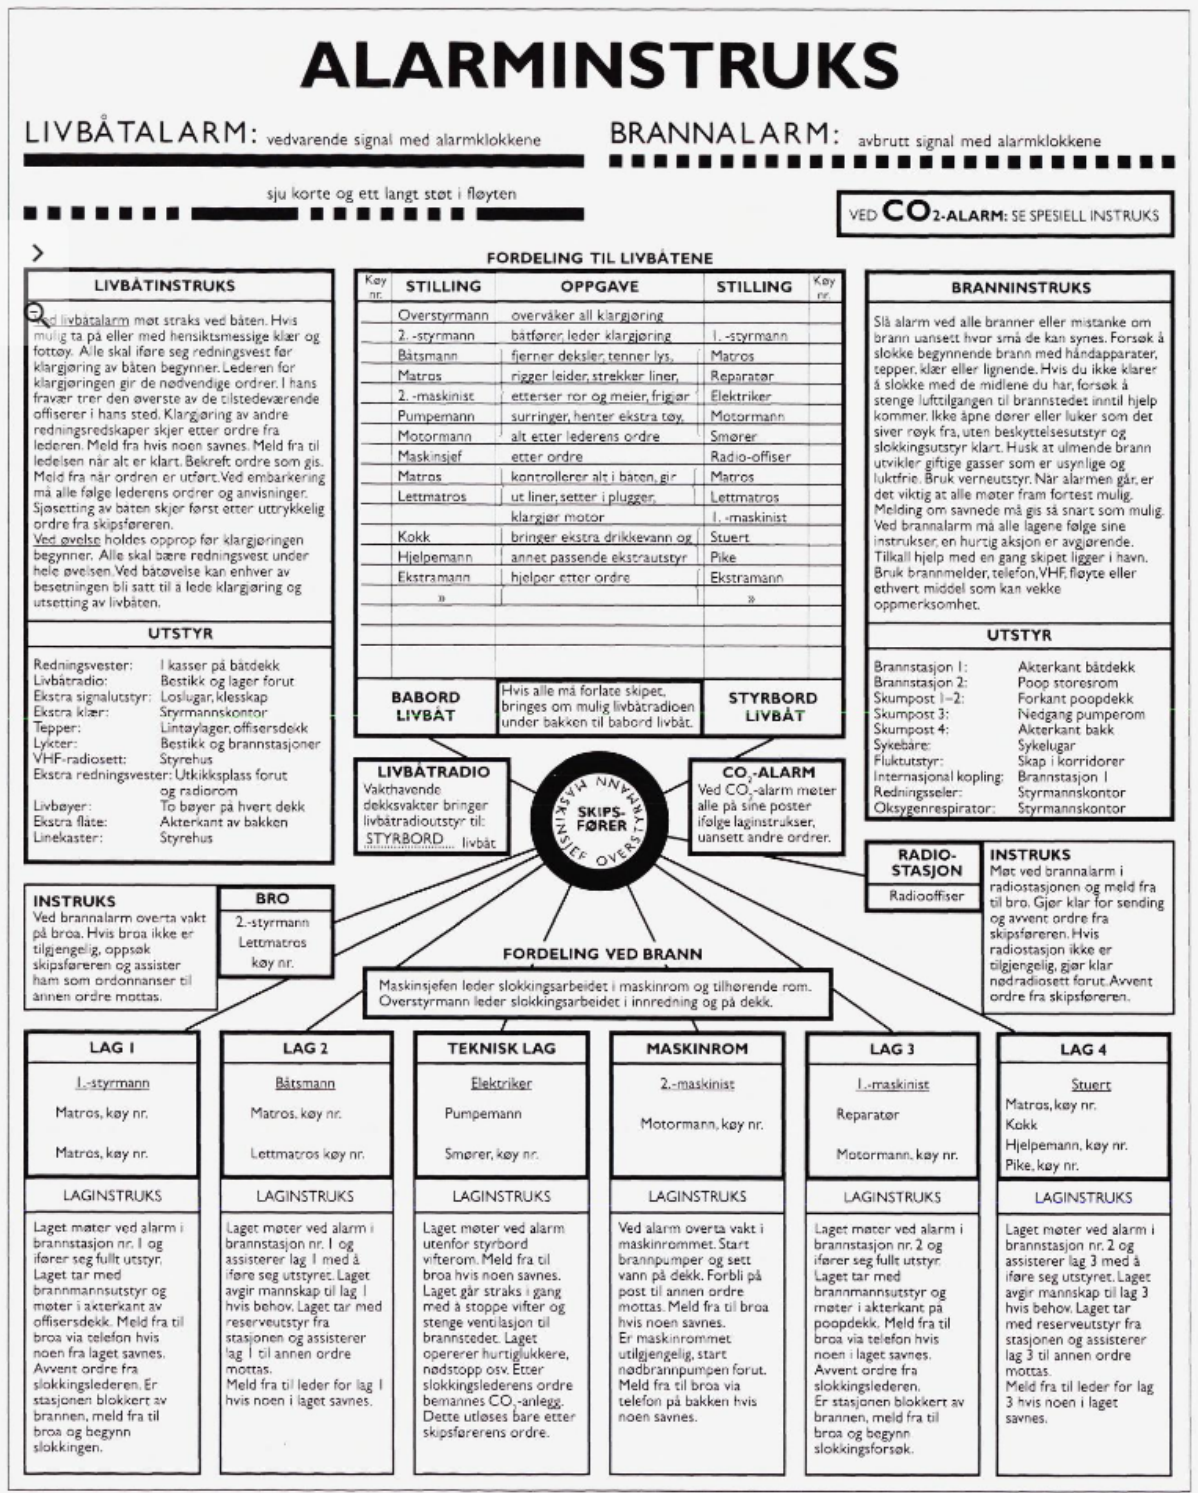 ALARMINSTRUKS
LIVBÅTALARM: vedvarende signal med alarmklokkene
sju korte og ett langt støt i fløyten
BRANNALARM: avbrutt signal med alarmklokkene
VED CO2-ALARM: SE SPESIELL INSTRUKS
LIVBÅTINSTRUKS
Ved livbåtalarm møt straks ved båten. Hvis
mulig ta på eller med hensiktsmessige klær og
fottøy. Alle skal iføre seg redningsvest før
klargjøring av båten begynner. Lederen for
klargjøringen gir de nødvendige ordrer. I hans
fravær trer den øverste av de tilstedeværende
offiserer i hans sted. Klargjøring av andre
redningsredskaper skjer etter ordre fra
lederen. Meld fra hvis noen savnes. Meld fra til
ledelsen når alt er klart. Bekreft ordre som gis.
Meld fra når ordren er utført. Ved embarkering
må alle følge lederens ordrer og anvisninger.
Sjøsetting av båten skjer først etter uttrykkelig
ordre fra skipsføreren.
Ved øvelse holdes opprop før klargjøringen
begynner. Alle skal bære redningsvest under
hele øvelsen. Ved båtøvelse kan enhver av
besetningen bli satt til å lede klargjøring og
utsetting av livbåten.
UTSTYR
Redningsvester: I kasser på båtdekk
Livbåtradio: Bestikk og lager forut
Ekstra signalutstyr: Loslugar, klesskap
Ekstra klær: Styrmannskontor
Tepper: Lintøylager, offisersdekk
Lykter: Bestikk og brannstasjoner
VHF-radiosett: Styrehus
Ekstra redningsvester: Utkikksplass forut
og radiorom
Livbøyer: To bøyer på hvert dekk
Ekstra flåte: Akterkant av bakken
Linekaster: Styrehus
FORDELING TIL LIVBÅTENE
Køy nr. STILLING OPPGAVE STILLING Køy nr.
Overstyrmann overvåker all klargjøring
2. -styrmann båtfører, leder klargjøring 1. -styrmann
Båtsmann fjerner deksler, tenner lys, Matros
Matros rigger leider, strekker liner, Reparatør
2. -maskinist etterser ror og meier, frigjør Elektriker
Pumpemann surringer, henter ekstra tøy, Motormann
Motormann alt etter lederens ordre Smører
Maskinsjef etter ordre Radio-offiser
Matros kontrollerer alt i båten, gir Matros
Lettmatros ut liner, setter i plugger, Lettmatros
klargjør motor 1. -maskinist
Kokk bringer ekstra drikkevann og Stuert
Hjelpemann annet passende ekstrautstyr Pike
Ekstramann hjelper etter ordre Ekstramann
» »
BABORD
LIVBÅT
Hvis alle må forlate skipet,
bringes om mulig livbåtradioen
under bakken til babord livbåt.
STYRBORD
LIVBÅT
BRANNINSTRUKS
Slå alarm ved alle branner eller mistanke om
brann uansett hvor små de kan synes. Forsøk å
slokke begynnende brann med håndapparater,
tepper, klær eller lignende. Hvis du ikke klarer
å slokke med de midlene du har, forsøk å
stenge lufttilgangen til brannstedet inntil hjelp
kommer. Ikke åpne dører eller luker som det
siver røyk fra, uten beskyttelsesutstyr og
slokkingsutstyr klart. Husk at ulmende brann
utvikler giftige gasser som er usynlige og
luktfrie. Bruk verneutstyr. Når alarmen går, er
det viktig at alle møter fram fortest mulig.
Melding om savnede må gis så snart som mulig.
Ved brannalarm må alle lagene følge sine
instrukser, en hurtig aksjon er avgjørende.
Tilkall hjelp med en gang skipet ligger i havn.
Bruk brannmelder, telefon, VHF, fløyte eller
ethvert middel som kan vekke
oppmerksomhet.
UTSTYR
Brannstasjon 1: Akterkant båtdekk
Brannstasjon 2: Poop storesrom
Skumpost 1–2: Forkant poopdekk
Skumpost 3: Nedgang pumperom
Skumpost 4: Akterkant bakk
Sykebåre: Sykelugar
Fluktutstyr: Skap i korridorer
Internasjonal kopling: Brannstasjon 1
Redningsseler: Styrmannskontor
Oksygenrespirator: Styrmannskontor
LIVBÅTRADIO
Vakthavende
dekksvakter bringer
livbåtradioutstyr til:
STYRBORD livbåt
SKIPS-
FØRER
MASKINSJEF OVERSTYRMANN
CO2-ALARM
Ved CO2-alarm møter
alle på sine poster
ifølge laginstrukser,
uansett andre ordrer.
INSTRUKS
Ved brannalarm overta vakt
på broa. Hvis broa ikke er
tilgjengelig, oppsøk
skipsføreren og assister
ham som ordonnanser til
annen ordre mottas.
BRO
2.-styrmann
Lettmatros
køy nr.
RADIO-
STASJON
Radiooffiser
INSTRUKS
Møt ved brannalarm i
radiostasjonen og meld fra
til bro. Gjør klar for sending
og avvent ordre fra
skipsføreren. Hvis
radiostasjon ikke er
tilgjengelig, gjør klar
nødradiosett forut. Avvent
ordre fra skipsføreren.
FORDELING VED BRANN
Maskinsjefen leder slokkingsarbeidet i maskinrom og tilhørende rom.
Overstyrmann leder slokkingsarbeidet i innredning og på dekk.
LAG 1
1.-styrmann
Matros, køy nr.
Matros, køy nr.
LAGINSTRUKS
Laget møter ved alarm i
brannstasjon nr. 1 og
ifører seg fullt utstyr.
Laget tar med
brannmannsutstyr og
møter i akterkant av
offisersdekk. Meld fra til
broa via telefon hvis
noen fra laget savnes.
Avvent ordre fra
slokkingslederen. Er
stasjonen blokkert av
brannen, meld fra til
broa og begynn
slokkingen.
LAG 2
Båtsmann
Matros, køy nr.
Lettmatros køy nr.
LAGINSTRUKS
Laget møter ved alarm i
brannstasjon nr. 1 og
assisterer lag 1 med å
iføre seg utstyret. Laget
avgir mannskap til lag 1
hvis behov. Laget tar med
reserveutstyr fra
stasjonen og assisterer
lag 1 til annen ordre
mottas.
Meld fra til leder for lag 1
hvis noen i laget savnes.
TEKNISK LAG
Elektriker
Pumpemann
Smører, køy nr.
LAGINSTRUKS
Laget møter ved alarm
utenfor styrbord
vifterom. Meld fra til
broa hvis noen savnes.
Laget går straks i gang
med å stoppe vifter og
stenge ventilasjon til
brannstedet. Laget
opererer hurtiglukkere,
nødstopp osv. Etter
slokkingslederens ordre
bemannes CO2-anlegg.
Dette utløses bare etter
skipsførerens ordre.
MASKINROM
2.-maskinist
Motormann, køy nr.
LAGINSTRUKS
Ved alarm overta vakt i
maskinrommet. Start
brannpumper og sett
vann på dekk. Forbli på
post til annen ordre
mottas. Meld fra til broa
hvis noen savnes.
Er maskinrommet
utilgjengelig, start
nødbrannpumpen forut.
Meld fra til broa via
telefon på bakken hvis
noen savnes.
LAG 3
1.-maskinist
Reparatør
Motormann, køy nr.
LAGINSTRUKS
Laget møter ved alarm i
brannstasjon nr. 2 og
ifører seg fullt utstyr.
Laget tar med
brannmannsutstyr og
møter i akterkant på
poopdekk. Meld fra til
broa via telefon hvis
noen i laget savnes.
Avvent ordre fra
slokkingslederen.
Er stasjonen blokkert av
brannen, meld fra til
broa og begynn
slokkingsforsøk.
LAG 4
Stuert
Matros, køy nr.
Kokk
Hjelpemann, køy nr.
Pike, køy nr.
LAGINSTRUKS
Laget møter ved alarm i
brannstasjon nr. 2 og
assisterer lag 3 med å
iføre seg utstyret. Laget
avgir mannskap til lag 3
hvis behov. Laget tar
med reserveutstyr fra
stasjonen og assisterer
lag 3 til annen ordre
mottas.
Meld fra til leder for lag
3 hvis noen i laget
savnes.